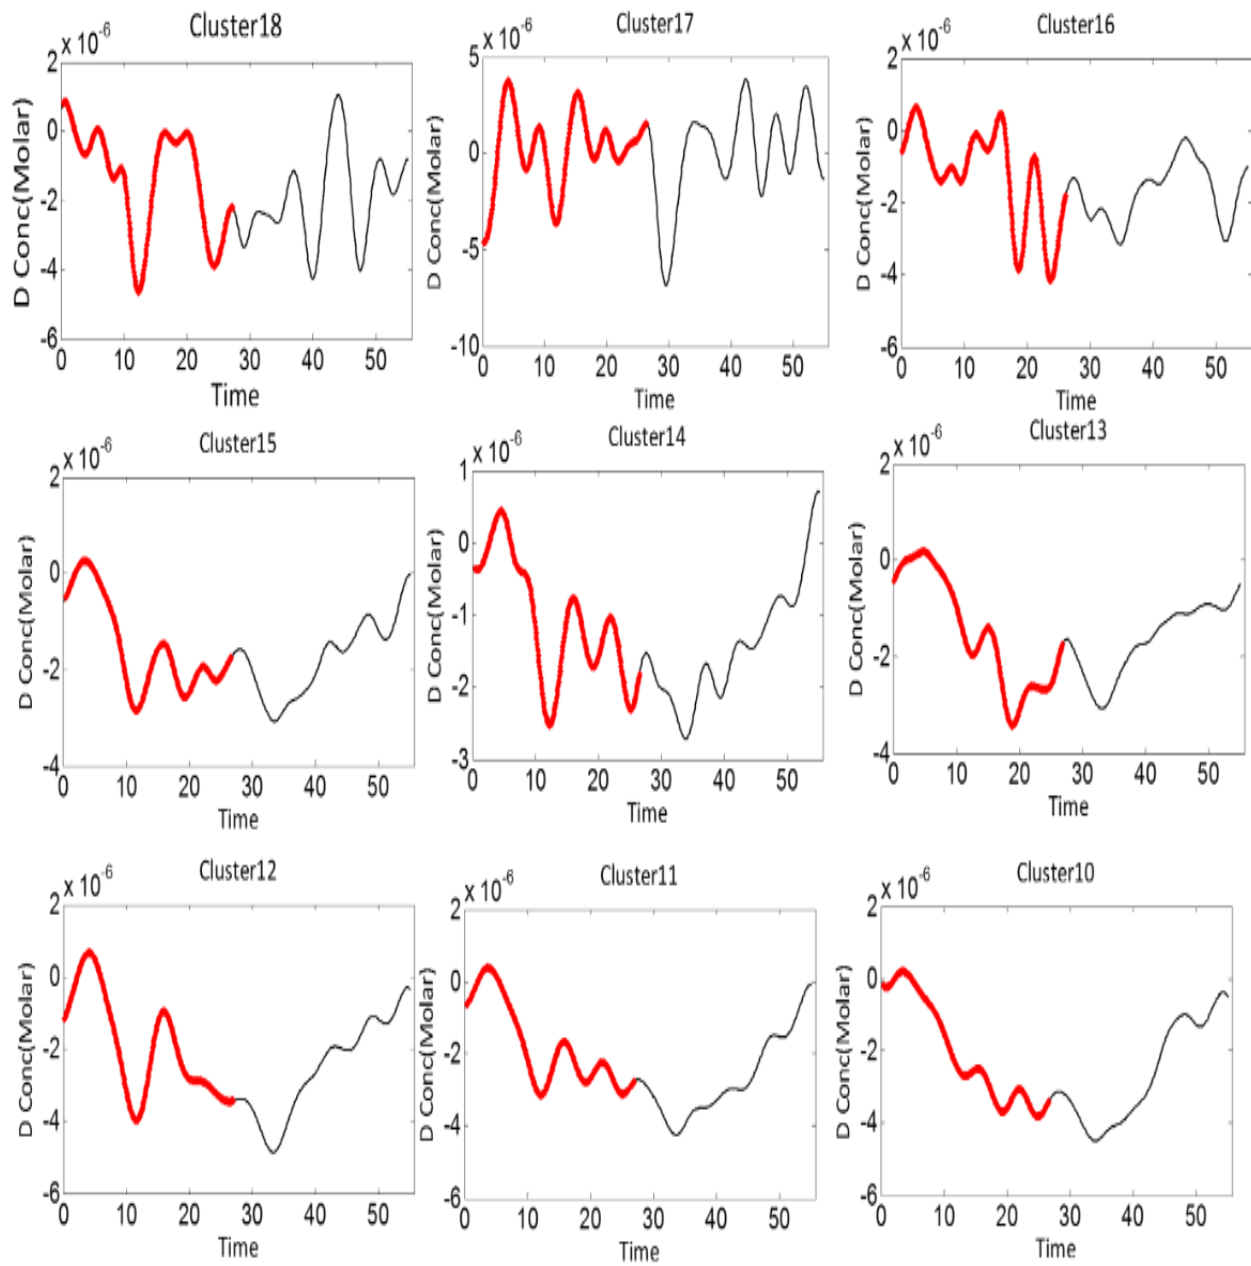 Cluster18
x 10^-6
D Conc(Molar)
2
0
-2
-4
-6
0 10 20 30 40 50
Time
Cluster17
x 10^-6
D Conc(Molar)
5
0
-5
-10
0 10 20 30 40 50
Time
Cluster16
x 10^-6
D Conc(Molar)
2
0
-2
-4
-6
0 10 20 30 40 50
Time
Cluster15
x 10^-6
D Conc(Molar)
2
0
-2
-4
0 10 20 30 40 50
Time
Cluster14
x 10^-6
D Conc(Molar)
1
0
-1
-2
-3
0 10 20 30 40 50
Time
Cluster13
x 10^-6
D Conc(Molar)
2
0
-2
-4
0 10 20 30 40 50
Time
Cluster12
x 10^-6
D Conc(Molar)
2
0
-2
-4
-6
0 10 20 30 40 50
Time
Cluster11
x 10^-6
D Conc(Molar)
2
0
-2
-4
-6
0 10 20 30 40 50
Time
Cluster10
x 10^-6
D Conc(Molar)
2
0
-2
-4
-6
0 10 20 30 40 50
Time